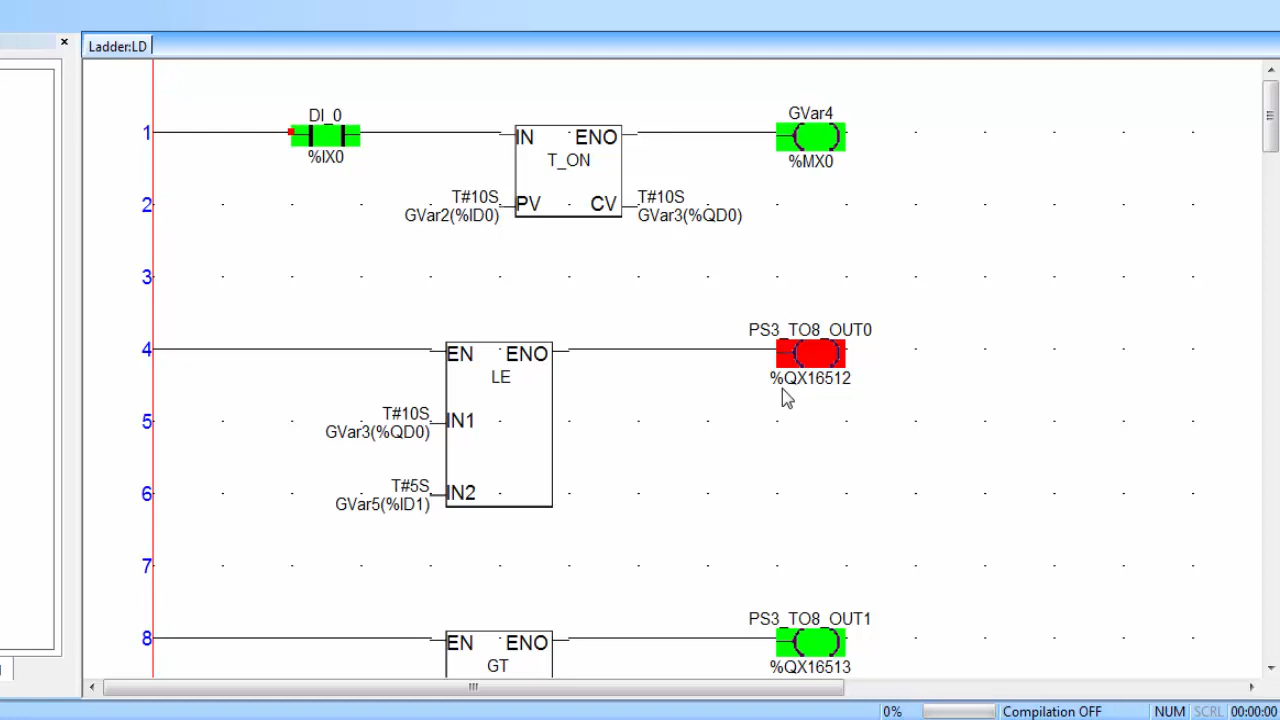 Ladder:LD
DI_0
GVar4
1
IN ENO
%IX0
T_ON
%MX0
T#10S
T#10S
2
PV CV
GVar2(%ID0)
GVar3(%QD0)
3
PS3_TO8_OUT0
4
EN ENO
LE
%QX16512
T#10S
5
IN1
GVar3(%QD0)
T#5S
6
IN2
GVar5(%ID1)
7
PS3_TO8_OUT1
8
EN ENO
GT
%QX16513
0%
Compilation OFF
NUM
SCRL
00:00:00